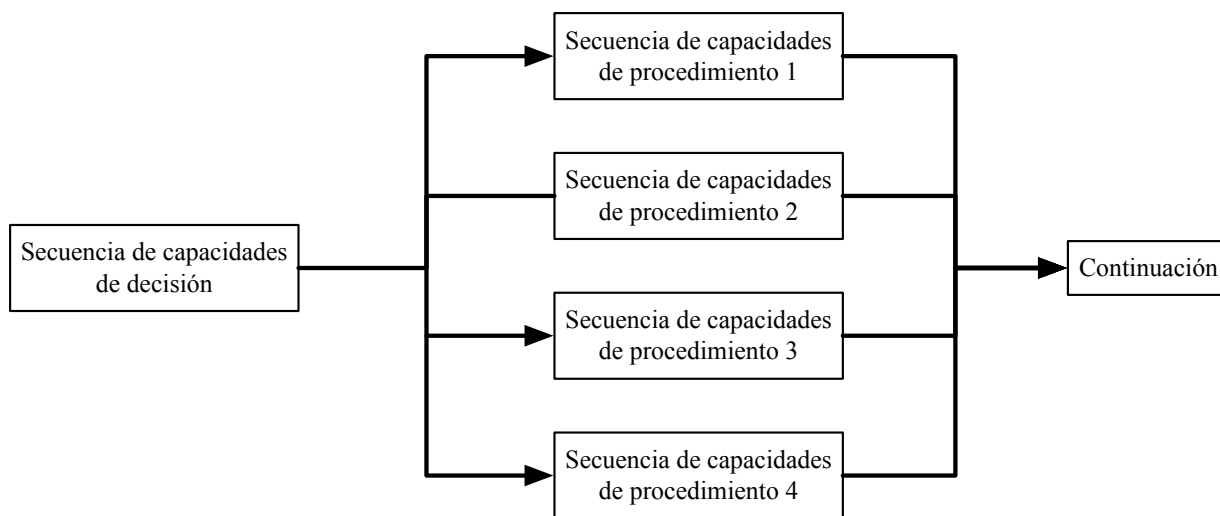 Secuencia de capacidades
de procedimiento 1
Secuencia de capacidades
de procedimiento 2
Secuencia de capacidades
de decisión
Continuación
Secuencia de capacidades
de procedimiento 3
Secuencia de capacidades
de procedimiento 4